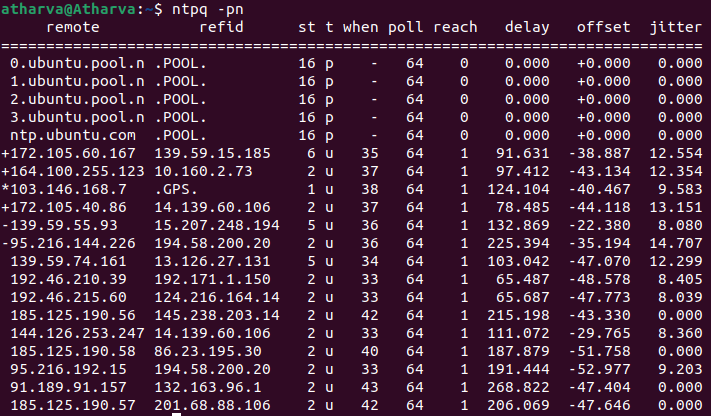 atharva@Atharva:~$ ntpq -pn
remote refid st t when poll reach delay offset jitter
==============================================================================
0.ubuntu.pool.n .POOL. 16 p - 64 0 0.000 +0.000 0.000
1.ubuntu.pool.n .POOL. 16 p - 64 0 0.000 +0.000 0.000
2.ubuntu.pool.n .POOL. 16 p - 64 0 0.000 +0.000 0.000
3.ubuntu.pool.n .POOL. 16 p - 64 0 0.000 +0.000 0.000
ntp.ubuntu.com .POOL. 16 p - 64 0 0.000 +0.000 0.000
+172.105.60.167 139.59.15.185 6 u 35 64 1 91.631 -38.887 12.554
+164.100.255.123 10.160.2.73 2 u 37 64 1 97.412 -43.134 12.354
*103.146.168.7 .GPS. 1 u 38 64 1 124.104 -40.467 9.583
+172.105.40.86 14.139.60.106 2 u 37 64 1 78.485 -44.118 13.151
-139.59.55.93 15.207.248.194 5 u 36 64 1 132.869 -22.380 8.080
-95.216.144.226 194.58.200.20 2 u 36 64 1 225.394 -35.194 14.707
139.59.74.161 13.126.27.131 5 u 34 64 1 103.042 -47.070 12.299
192.46.210.39 192.171.1.150 2 u 33 64 1 65.487 -48.578 8.405
192.46.215.60 124.216.164.14 2 u 33 64 1 65.687 -47.773 8.039
185.125.190.56 145.238.203.14 2 u 42 64 1 215.198 -43.330 0.000
144.126.253.247 14.139.60.106 2 u 33 64 1 111.072 -29.765 8.360
185.125.190.58 86.23.195.30 2 u 40 64 1 187.879 -51.758 0.000
95.216.192.15 194.58.200.20 2 u 33 64 1 191.444 -52.977 9.203
91.189.91.157 132.163.96.1 2 u 43 64 1 268.822 -47.404 0.000
185.125.190.57 201.68.88.106 2 u 42 64 1 206.069 -47.646 0.000